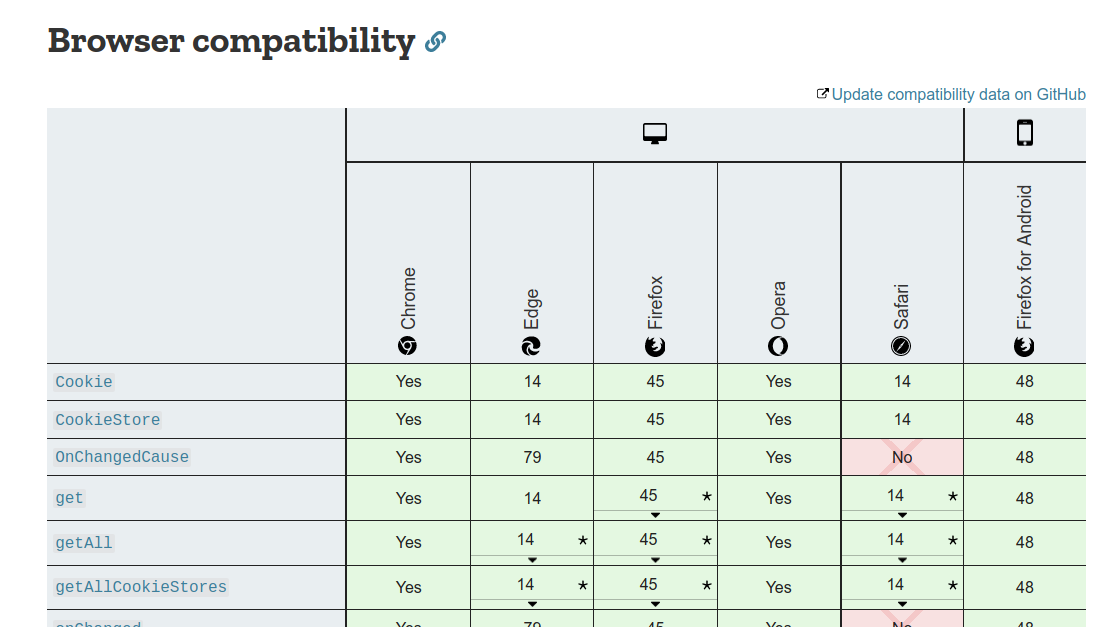 Browser compatibility
Update compatibility data on GitHub
Chrome Edge Firefox Opera Safari Firefox for Android
Cookie Yes 14 45 Yes 14 48
CookieStore Yes 14 45 Yes 14 48
OnChangedCause Yes 79 45 Yes No 48
get Yes 14 45 * Yes 14 * 48
getAll Yes 14 * 45 * Yes 14 * 48
getAllCookieStores Yes 14 * 45 * Yes 14 * 48
onChanged Yes 79 45 Yes No 48